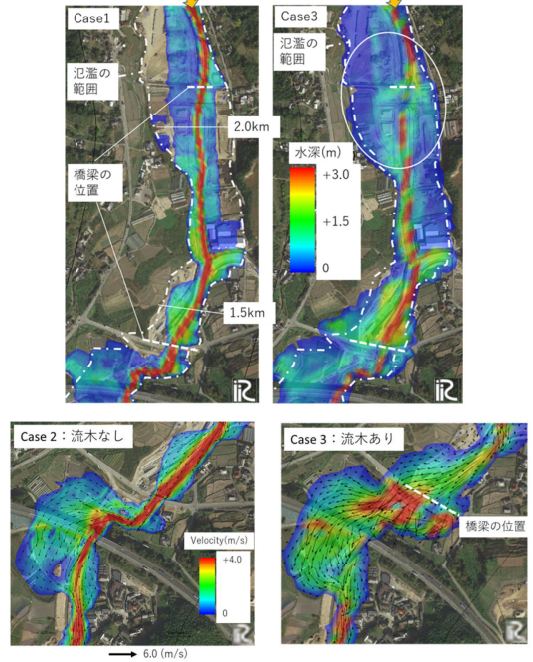 Case1
Case3
氾濫の
範囲
氾濫の
範囲
2.0km
水深(m)
+3.0
+1.5
0
橋梁の
位置
1.5km
iRIC
iRIC
Case 2：流木なし
Case 3：流木あり
橋梁の位置
Velocity(m/s)
+4.0
0
6.0 (m/s)